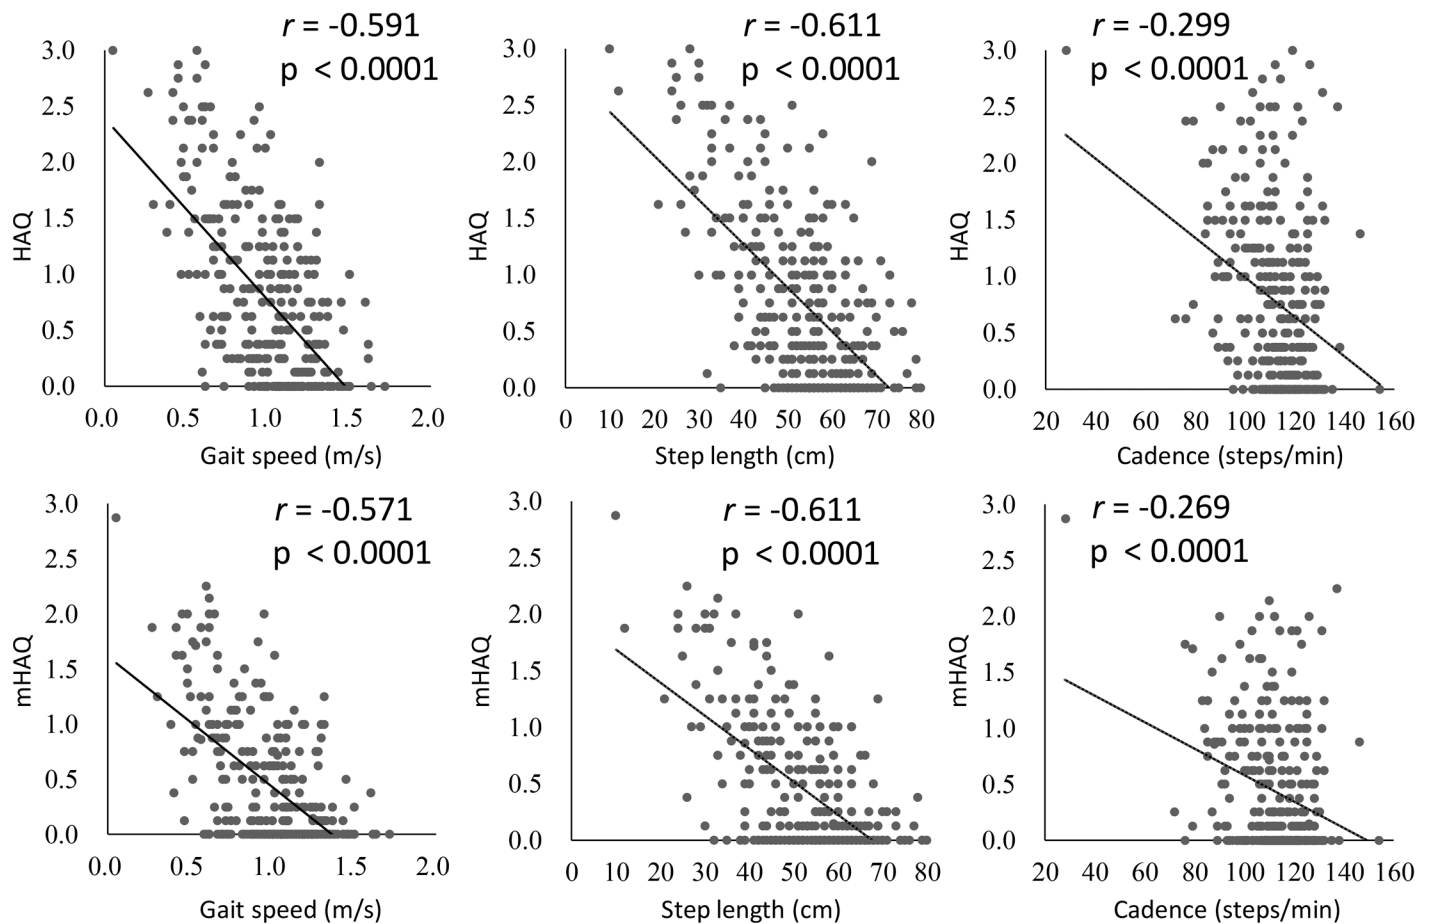 r = -0.591
p < 0.0001
3.0
2.5
2.0
1.5
1.0
0.5
0.0
HAQ
0.0 0.5 1.0 1.5 2.0
Gait speed (m/s)
r = -0.611
p < 0.0001
3.0
2.5
2.0
1.5
1.0
0.5
0.0
HAQ
0 10 20 30 40 50 60 70 80
Step length (cm)
r = -0.299
p < 0.0001
3.0
2.5
2.0
1.5
1.0
0.5
0.0
HAQ
20 40 60 80 100 120 140 160
Cadence (steps/min)
r = -0.571
p < 0.0001
3.0
2.5
2.0
1.5
1.0
0.5
0.0
mHAQ
0.0 0.5 1.0 1.5 2.0
Gait speed (m/s)
r = -0.611
p < 0.0001
3.0
2.5
2.0
1.5
1.0
0.5
0.0
mHAQ
0 10 20 30 40 50 60 70 80
Step length (cm)
r = -0.269
p < 0.0001
3.0
2.5
2.0
1.5
1.0
0.5
0.0
mHAQ
20 40 60 80 100 120 140 160
Cadence (steps/min)